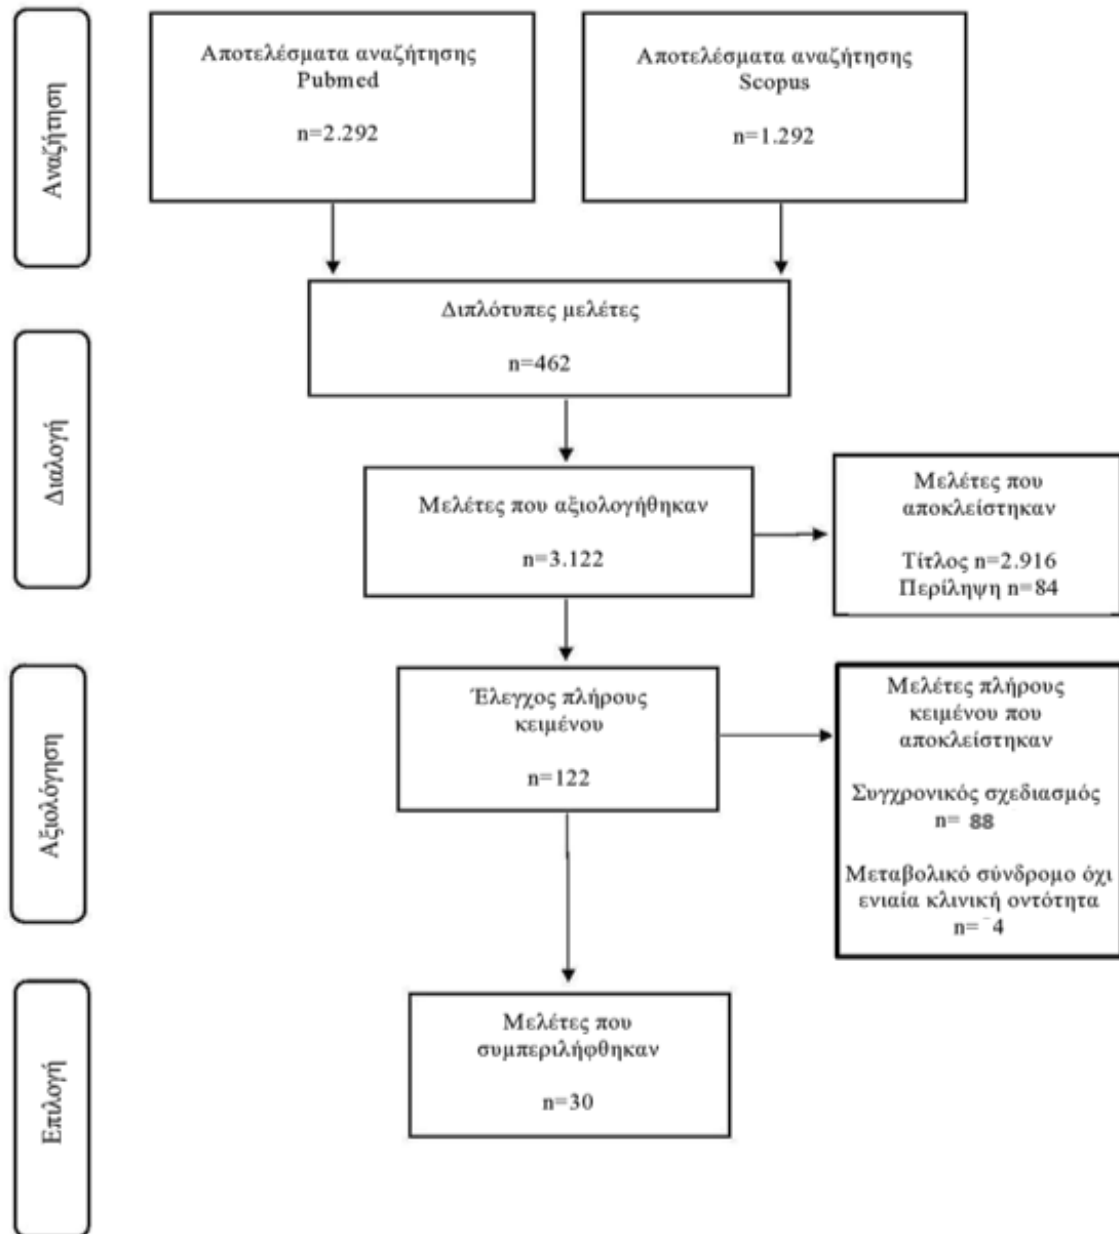 Αναζήτηση
Αποτελέσματα αναζήτησης
Pubmed
n=2.292
Αποτελέσματα αναζήτησης
Scopus
n=1.292
Διαλογή
Διπλότυπες μελέτες
n=462
Μελέτες που αξιολογήθηκαν
n=3.122
Μελέτες που
αποκλείστηκαν
Τίτλος n=2.916
Περίληψη n=84
Αξιολόγηση
Έλεγχος πλήρους
κειμένου
n=122
Μελέτες πλήρους
κειμένου που
αποκλείστηκαν
Συγχρονικός σχεδιασμός
n= 88
Μεταβολικό σύνδρομο όχι
ενιαία κλινική οντότητα
n= 4
Επιλογή
Μελέτες που
συμπεριλήφθηκαν
n=30